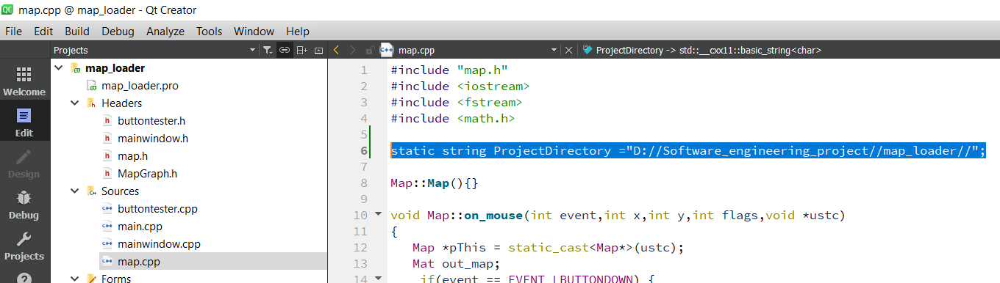 map.cpp @ map_loader - Qt Creator
File Edit Build Debug Analyze Tools Window Help
Projects
map.cpp
ProjectDirectory -> std::__cxx11::basic_string<char>
Welcome
Edit
Design
Debug
Projects
map_loader
map_loader.pro
Headers
buttontester.h
mainwindow.h
map.h
MapGraph.h
Sources
buttontester.cpp
main.cpp
mainwindow.cpp
map.cpp
Forms
1 #include "map.h"
2 #include <iostream>
3 #include <fstream>
4 #include <math.h>
5
6 static string ProjectDirectory ="D://Software_engineering_project//map_loader//";
7
8 Map::Map(){}
9
10 void Map::on_mouse(int event,int x,int y,int flags,void *ustc)
11 {
12 Map *pThis = static_cast<Map*>(ustc);
13 Mat out_map;
14 if(event == EVENT_LBUTTONDOWN) {